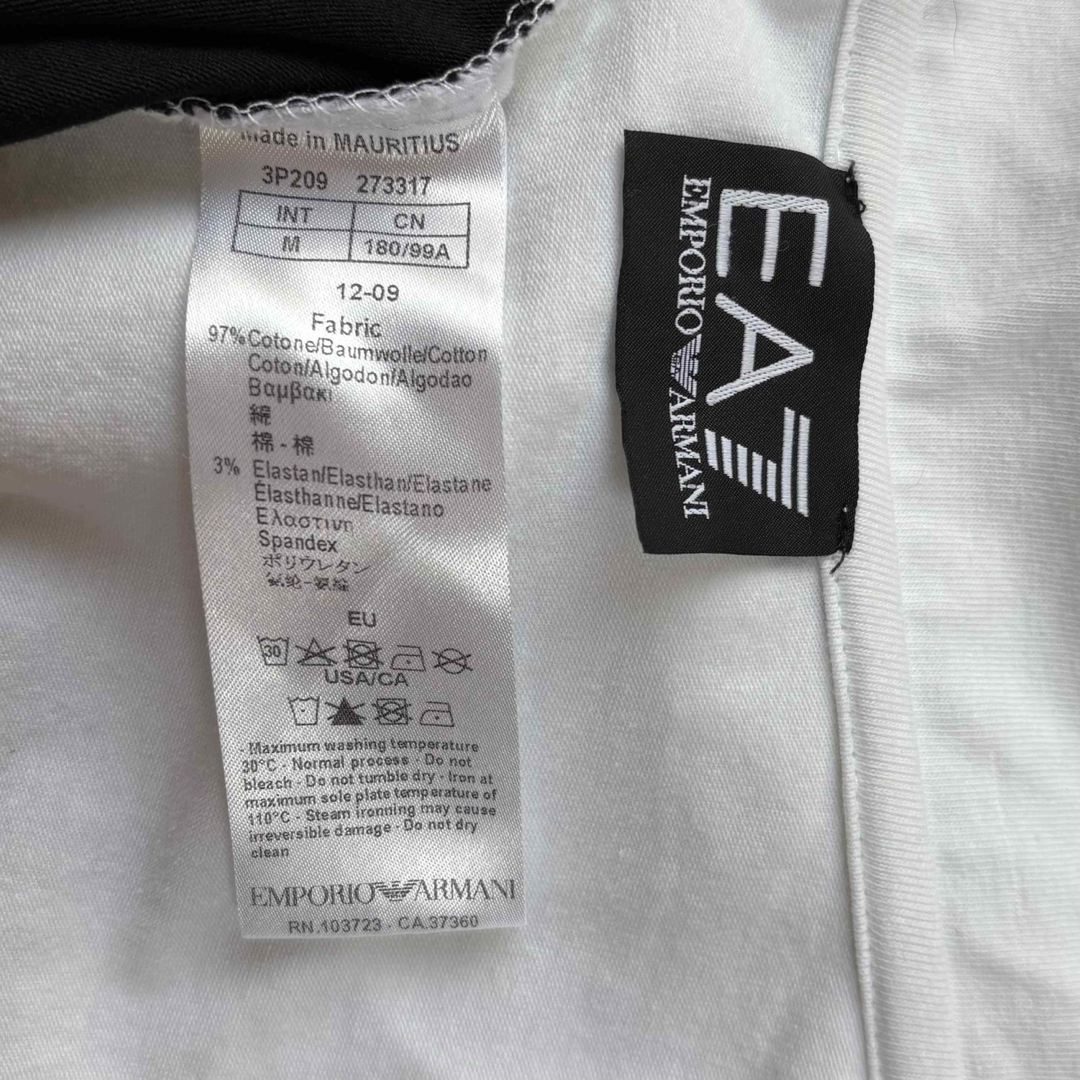 Made in MAURITIUS
3P209 273317
INT CN
M 180/99A
12-09
Fabric
97% Cotone/Baumwolle/Cotton
Coton/Algodon/Algodao
Βαμβακι
綿
棉 - 棉
3% Elastan/Elasthan/Elastane
Élasthanne/Elastano
Ελαστινη
Spandex
ポリウレタン
EU
30
USA/CA
- Maximum washing temperature
30°C - Normal process - Do not
bleach - Do not tumble dry - Iron at
maximum sole plate temperature of
110°C - Steam ironning may cause
irreversible damage - Do not dry
clean
EMPORIO ARMANI
RN.103723 - CA.37360
EA7
EMPORIO ARMANI